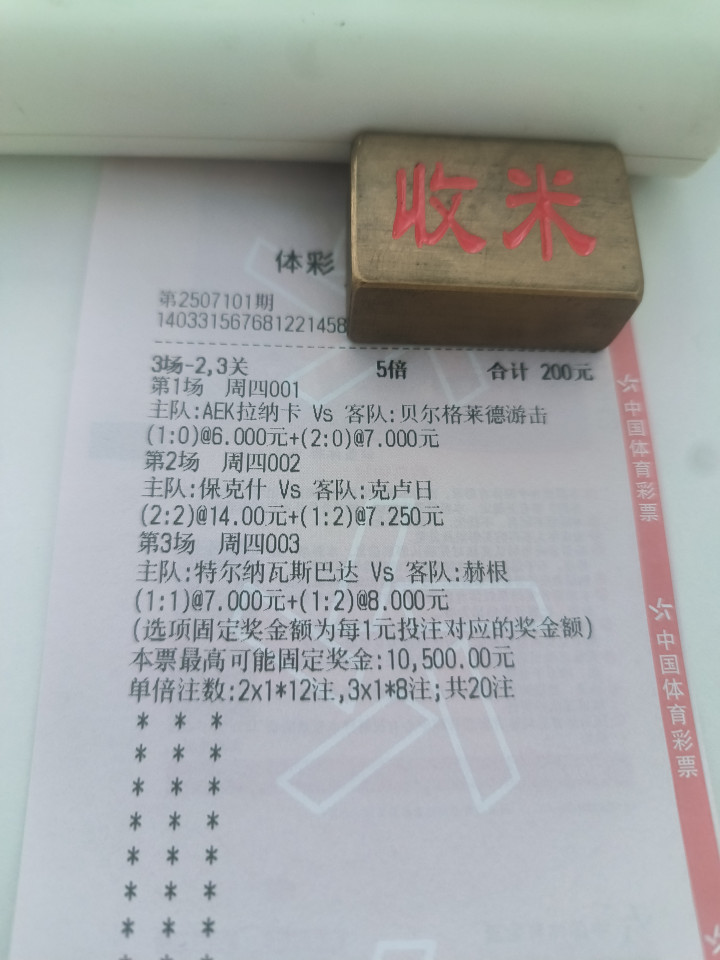 收米
体彩
第2507101期
140331567681221458
3场-2,3关 5倍 合计 200元
第1场 周四001
主队:AEK拉纳卡 Vs 客队:贝尔格莱德游击
(1:0)@6.000元+(2:0)@7.000元
第2场 周四002
主队:保克什 Vs 客队:克卢日
(2:2)@14.00元+(1:2)@7.250元
第3场 周四003
主队:特尔纳瓦斯巴达 Vs 客队:赫根
(1:1)@7.000元+(1:2)@8.000元
(选项固定奖金额为每1元投注对应的奖金额)
本票最高可能固定奖金:10,500.00元
单倍注数:2x1*12注,3x1*8注;共20注
* * *
* * *
* * *
* * *
* * *
* * *
* * *
中国体育彩票
中国体育彩票